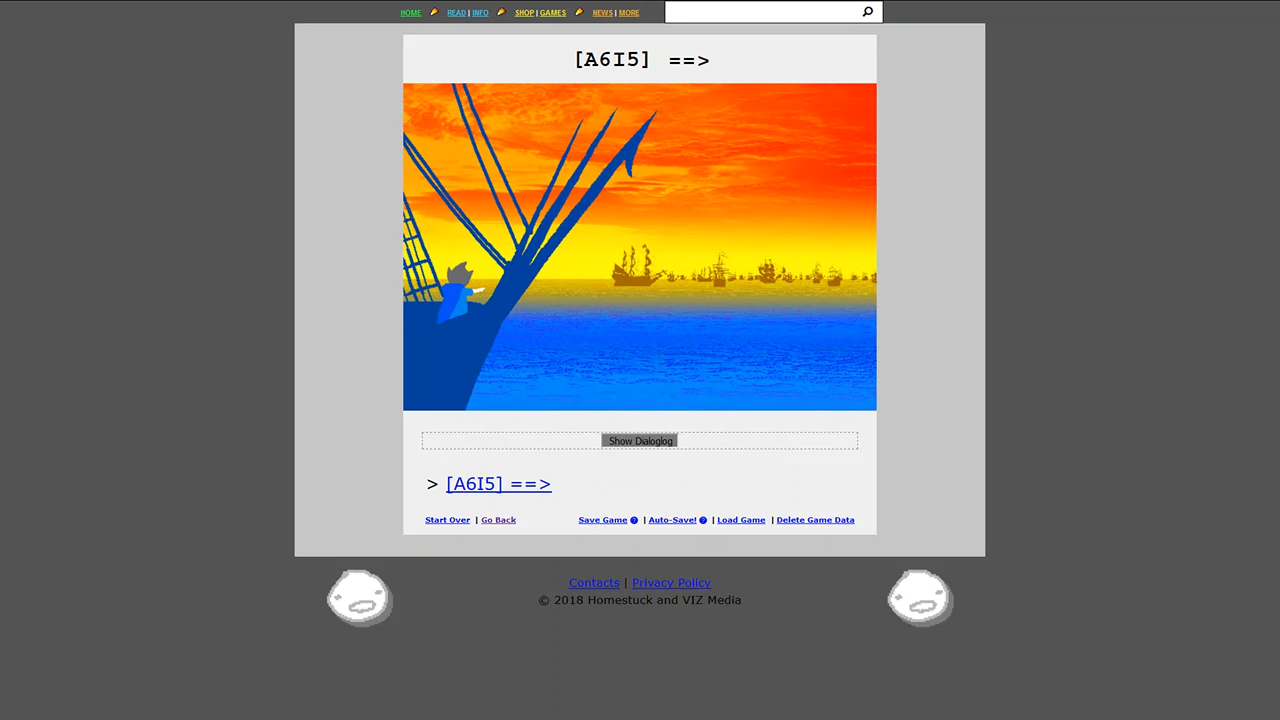 HOME READ | INFO SHOP | GAMES NEWS | MORE
[A6I5] ==>
Show Dialoglog
> [A6I5] ==>
Start Over | Go Back Save Game ? | Auto-Save! ? | Load Game | Delete Game Data
Contacts | Privacy Policy
© 2018 Homestuck and VIZ Media